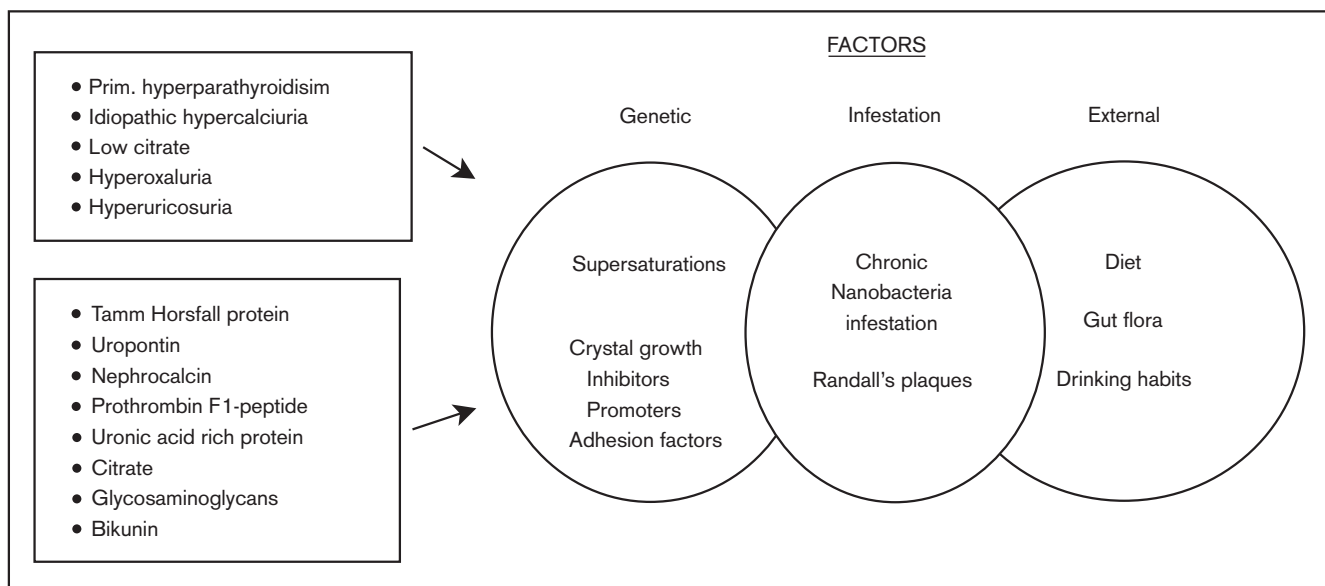 FACTORS
• Prim. hyperparathyroidisim
• Idiopathic hypercalciuria
• Low citrate
• Hyperoxaluria
• Hyperuricosuria
• Tamm Horsfall protein
• Uropontin
• Nephrocalcin
• Prothrombin F1-peptide
• Uronic acid rich protein
• Citrate
• Glycosaminoglycans
• Bikunin
Genetic
Supersaturations
Crystal growth
Inhibitors
Promoters
Adhesion factors
Infestation
Chronic
Nanobacteria
infestation
Randall’s plaques
External
Diet
Gut flora
Drinking habits